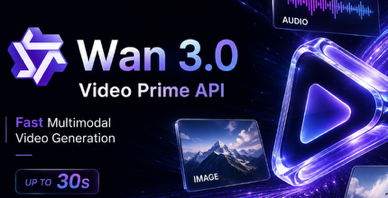 AUDIO
Wan 3.0
Video Prime API
Fast Multimodal
Video Generation
IMAGE
UP TO 30s